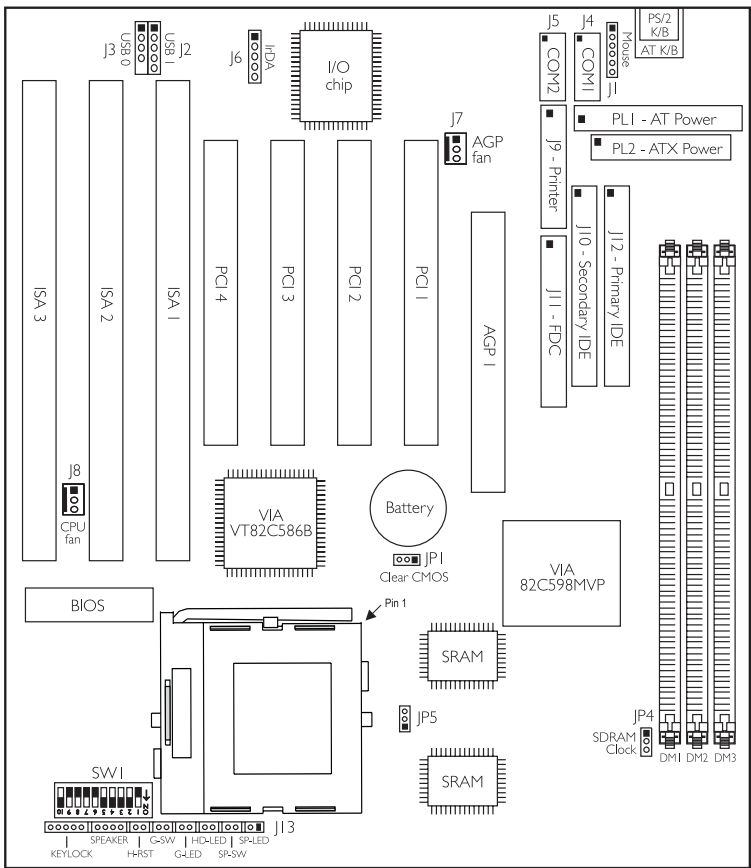 J3
USB 0
USB 1
J2
J6
IrDA
I/O
chip
J5
COM2
J4
COM1
Mouse
J1
PS/2
K/B
AT K/B
J7
AGP
fan
PL1 - AT Power
PL2 - ATX Power
J9 - Printer
J10 - Secondary IDE
J12 - Primary IDE
J11 - FDC
ISA 3
ISA 2
ISA 1
PCI 4
PCI 3
PCI 2
PCI 1
AGP 1
J8
CPU
fan
VIA
VT82C586B
Battery
JP1
Clear CMOS
VIA
82C598MVP
BIOS
Pin 1
SRAM
JP5
SRAM
JP4
SDRAM
Clock
DM1 DM2 DM3
SW1
10 9 8 7 6 5 4 3 2 1 ON
J13
KEYLOCK
SPEAKER
H-RST
G-SW
G-LED
HD-LED
SP-SW
SP-LED